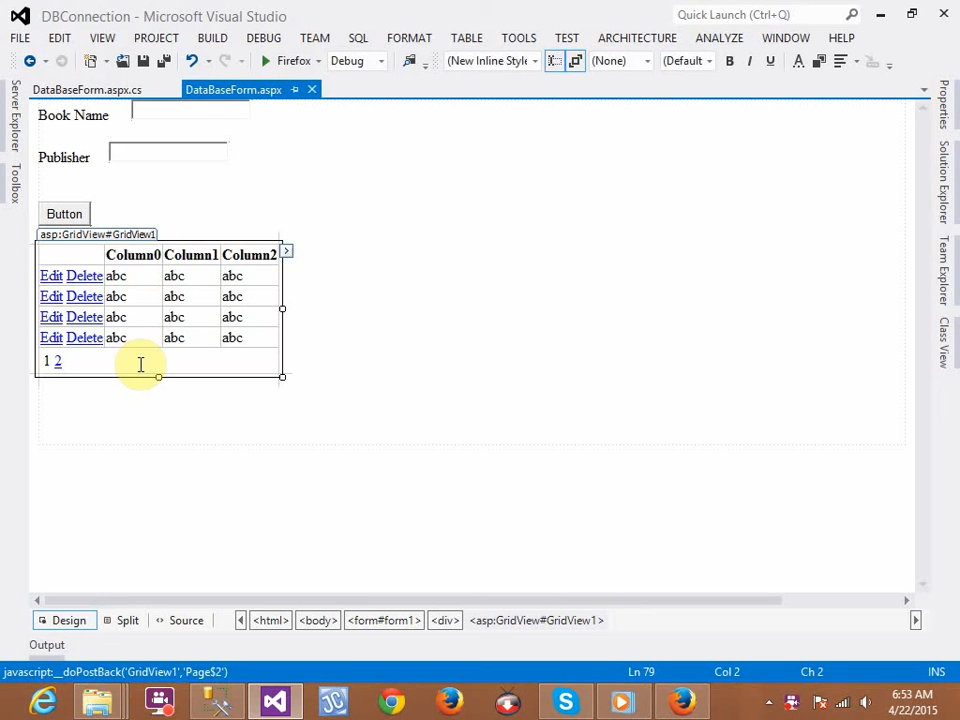 DBConnection - Microsoft Visual Studio
Quick Launch (Ctrl+Q)
FILE EDIT VIEW PROJECT BUILD DEBUG TEAM SQL FORMAT TABLE TOOLS TEST ARCHITECTURE ANALYZE WINDOW HELP
Firefox Debug (New Inline Style (None) (Default B I U A
DataBaseForm.aspx.cs DataBaseForm.aspx
Server Explorer
Toolbox
Book Name
Publisher
Button
asp:GridView#GridView1
Column0 Column1 Column2
Edit Delete abc abc abc
Edit Delete abc abc abc
Edit Delete abc abc abc
Edit Delete abc abc abc
1 2
Properties
Solution Explorer
Team Explorer
Class View
Design Split Source <html> <body> <form#form1> <div> <asp:GridView#GridView1>
Output
javascript:__doPostBack('GridView1','Page$2') Ln 79 Col 2 Ch 2 INS
6:53 AM
4/22/2015